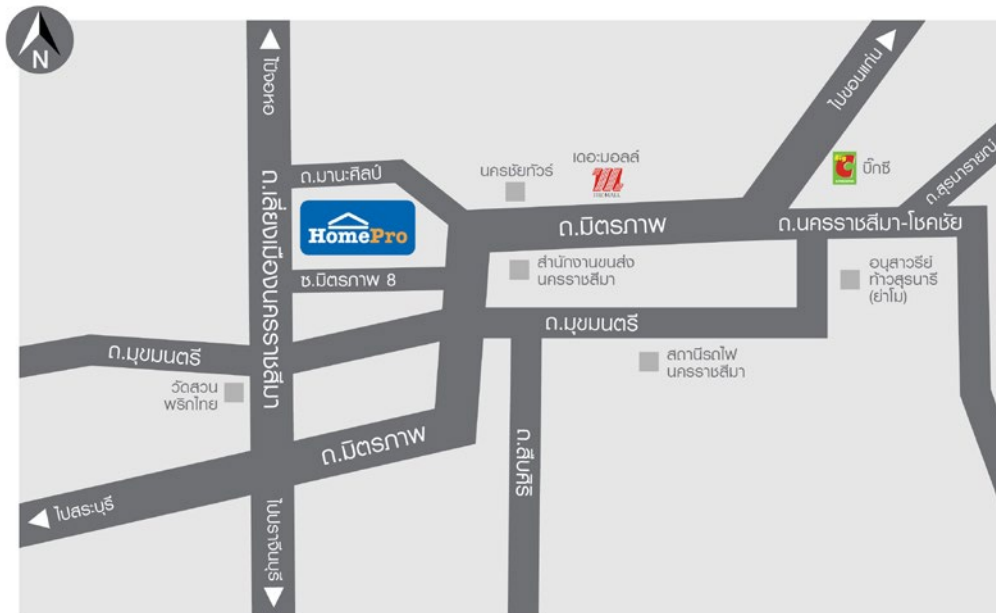 N
ไปจอหอ
ไปขอนแก่น
เดอะมอลล์
THE MALL
นครชัยทัวร์
บิ๊กซี
ถ.สุรนารายณ์
ถ.มานะศิลป์
HomePro
ถ.มิตรภาพ
ถ.นครราชสีมา-โชคชัย
ถ.เลี่ยงเมืองนครราชสีมา
ซ.มิตรภาพ 8
สำนักงานขนส่ง
นครราชสีมา
อนุสาวรีย์
ท้าวสุรนารี
(ย่าโม)
ถ.มุขมนตรี
ถ.มุขมนตรี
สถานีรถไฟ
นครราชสีมา
วัดสวน
พริกไทย
ถ.มิตรภาพ
ถ.สืบศิริ
ไปสระบุรี
ไปปราจีนบุรี